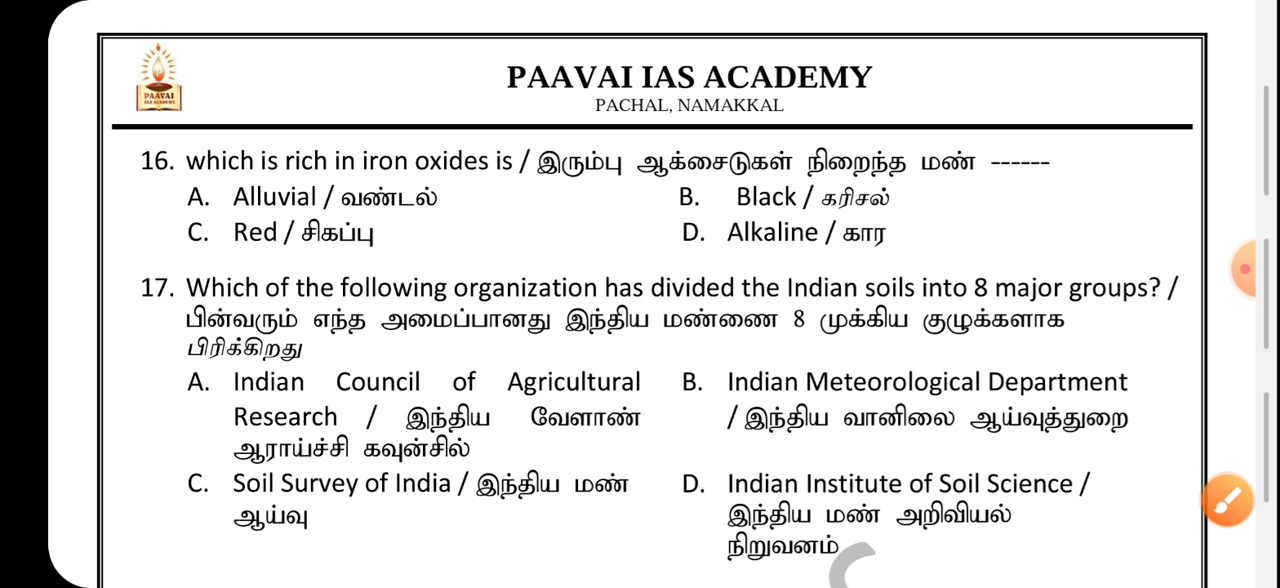 PAAVAI IAS ACADEMY
PACHAL, NAMAKKAL
PAAVAI
IAS ACADEMY
16. which is rich in iron oxides is / இரும்பு ஆக்சைடுகள் நிறைந்த மண் ------
A. Alluvial / வண்டல் B. Black / கரிசல்
C. Red / சிகப்பு D. Alkaline / கார
17. Which of the following organization has divided the Indian soils into 8 major groups? /
பின்வரும் எந்த அமைப்பானது இந்திய மண்ணை 8 முக்கிய குழுக்களாக
பிரிக்கிறது
A. Indian Council of Agricultural
Research / இந்திய வேளாண்
ஆராய்ச்சி கவுன்சில்
B. Indian Meteorological Department
/ இந்திய வானிலை ஆய்வுத்துறை
C. Soil Survey of India / இந்திய மண்
ஆய்வு
D. Indian Institute of Soil Science /
இந்திய மண் அறிவியல்
நிறுவனம்